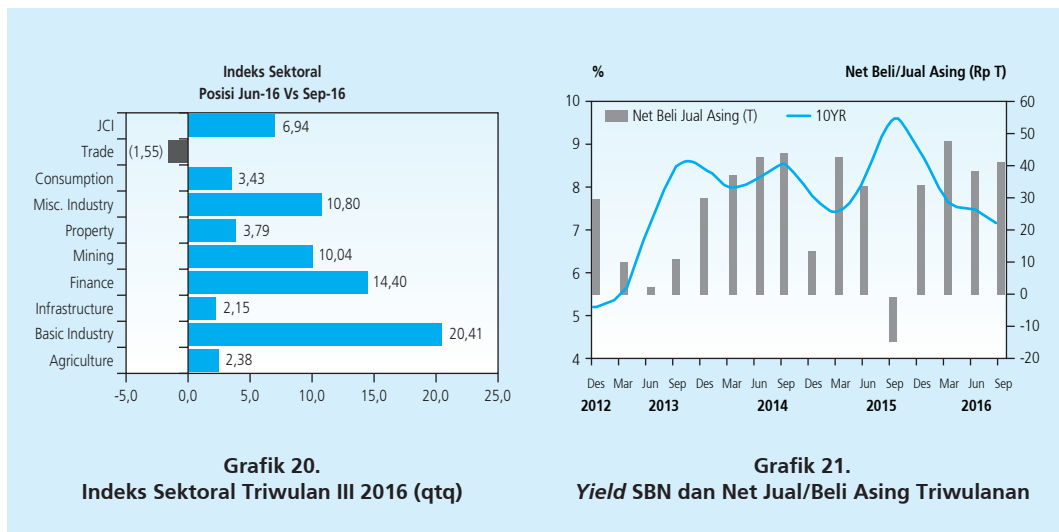 Indeks Sektoral
Posisi Jun-16 Vs Sep-16
JCI
6,94
Trade
(1,55)
Consumption
3,43
Misc. Industry
10,80
Property
3,79
Mining
10,04
Finance
14,40
Infrastructure
2,15
Basic Industry
20,41
Agriculture
2,38
-5,0 0,0 5,0 10,0 15,0 20,0 25,0
Grafik 20.
Indeks Sektoral Triwulan III 2016 (qtq)
% Net Beli/Jual Asing (Rp T)
Net Beli Jual Asing (T) 10YR
10
9
8
7
6
5
4
60
50
40
30
20
10
0
-10
-20
Des Mar Jun Sep Des Mar Jun Sep Des Mar Jun Sep Des Mar Jun Sep
2012 2013 2014 2015 2016
Grafik 21.
Yield SBN dan Net Jual/Beli Asing Triwulanan